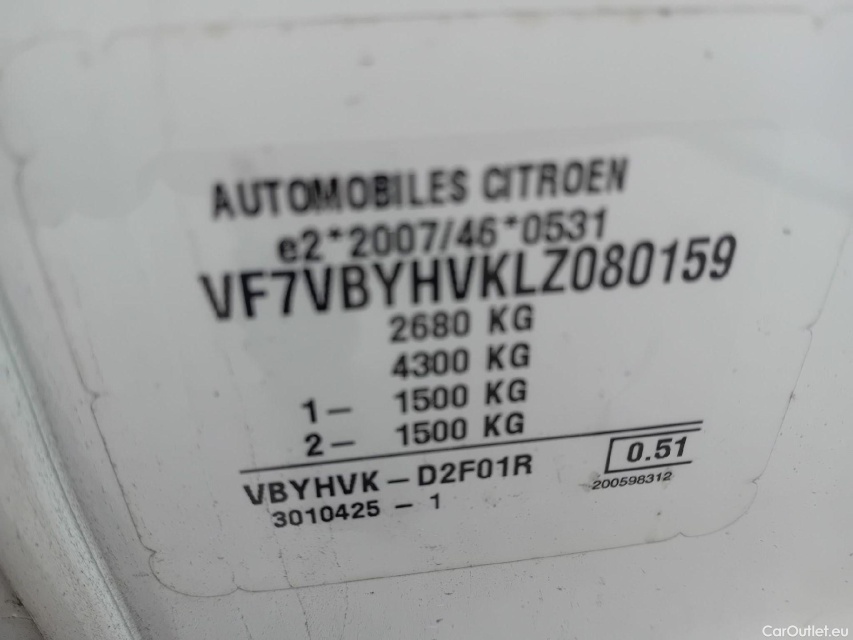 AUTOMOBILES CITROEN
e2*2007/46*0531
VF7VBYHVKLZ080159
2680 KG
4300 KG
1- 1500 KG
2- 1500 KG
VBYHVK-D2F01R 0.51
3010425-1 200598312
CarOutlet.eu